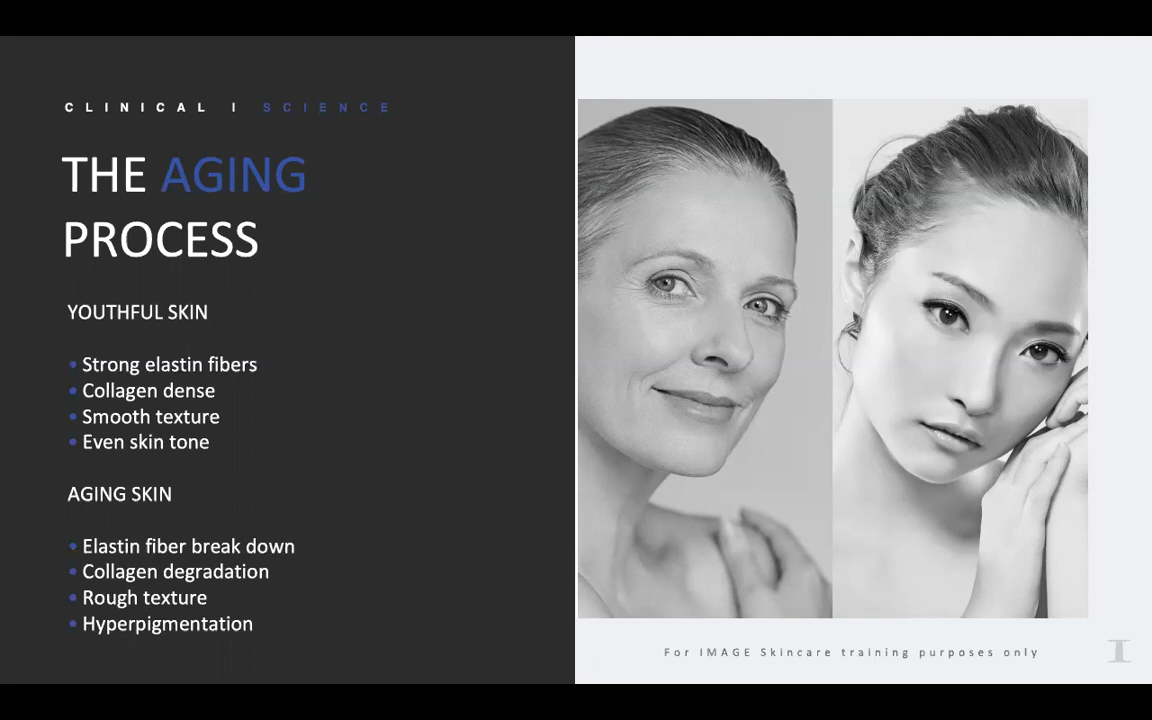 CLINICAL I SCIENCE
THE AGING
PROCESS
YOUTHFUL SKIN
• Strong elastin fibers
• Collagen dense
• Smooth texture
• Even skin tone
AGING SKIN
• Elastin fiber break down
• Collagen degradation
• Rough texture
• Hyperpigmentation
For IMAGE Skincare training purposes only
I